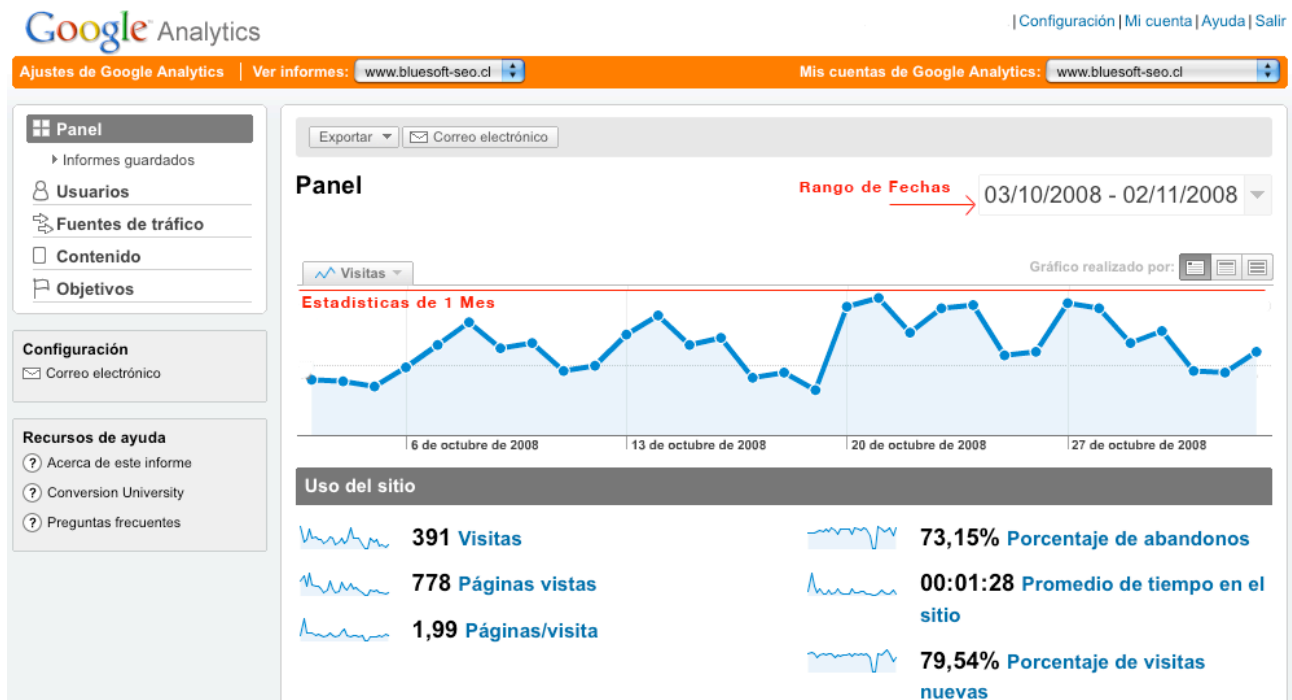 Google Analytics
| Configuración | Mi cuenta | Ayuda | Salir
Ajustes de Google Analytics | Ver informes: www.bluesoft-seo.cl Mis cuentas de Google Analytics: www.bluesoft-seo.cl
Panel
Informes guardados
Usuarios
Fuentes de tráfico
Contenido
Objetivos
Configuración
Correo electrónico
Recursos de ayuda
? Acerca de este informe
? Conversion University
? Preguntas frecuentes
Exportar Correo electrónico
Panel
Rango de Fechas
03/10/2008 - 02/11/2008
Visitas
Gráfico realizado por:
Estadisticas de 1 Mes
6 de octubre de 2008 13 de octubre de 2008 20 de octubre de 2008 27 de octubre de 2008
Uso del sitio
391 Visitas
778 Páginas vistas
1,99 Páginas/visita
73,15% Porcentaje de abandonos
00:01:28 Promedio de tiempo en el
sitio
79,54% Porcentaje de visitas
nuevas